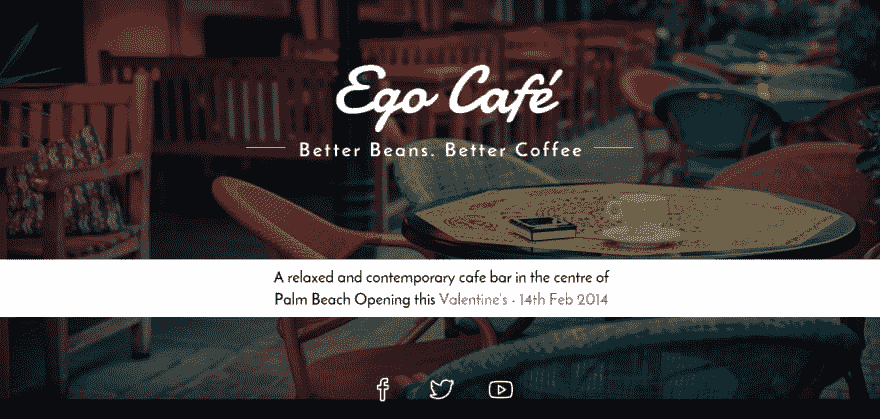 Ego Café
Better Beans. Better Coffee
A relaxed and contemporary cafe bar in the centre of
Palm Beach Opening this Valentine's - 14th Feb 2014